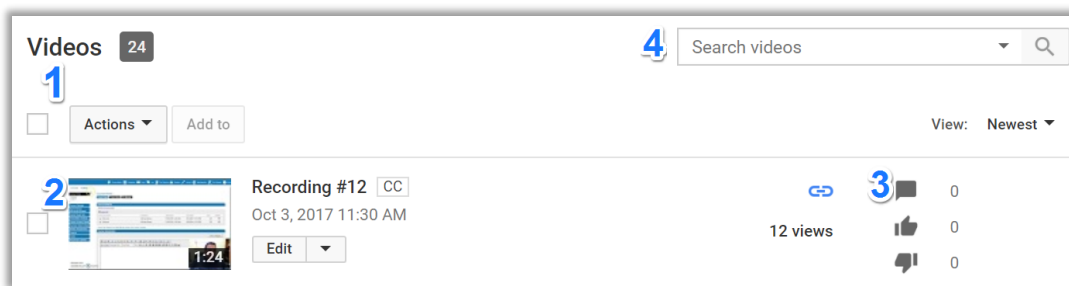 Videos 24
4 Search videos
1
Actions Add to
View: Newest
2 Recording #12 CC
3 0
Oct 3, 2017 11:30 AM
12 views 0
Edit
1:24 0